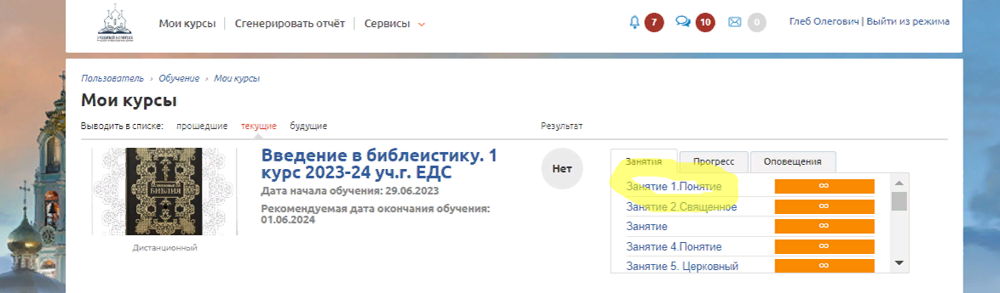 УЧЕБНЫЙ КОМИТЕТ
Мои курсы | Сгенерировать отчёт | Сервисы
7 10 0
Глеб Олегович | Выйти из режима
Пользователь › Обучение › Мои курсы
Мои курсы
Выводить в списке: прошедшие текущие будущие Результат
БИБЛИЯ
Дистанционный
Введение в библеистику. 1
курс 2023-24 уч.г. ЕДС
Дата начала обучения: 29.06.2023
Рекомендуемая дата окончания обучения:
01.06.2024
Нет
Занятия Прогресс Оповещения
Занятие 1.Понятие ∞
Занятие 2.Священное ∞
Занятие ∞
Занятие 4.Понятие ∞
Занятие 5. Церковный ∞